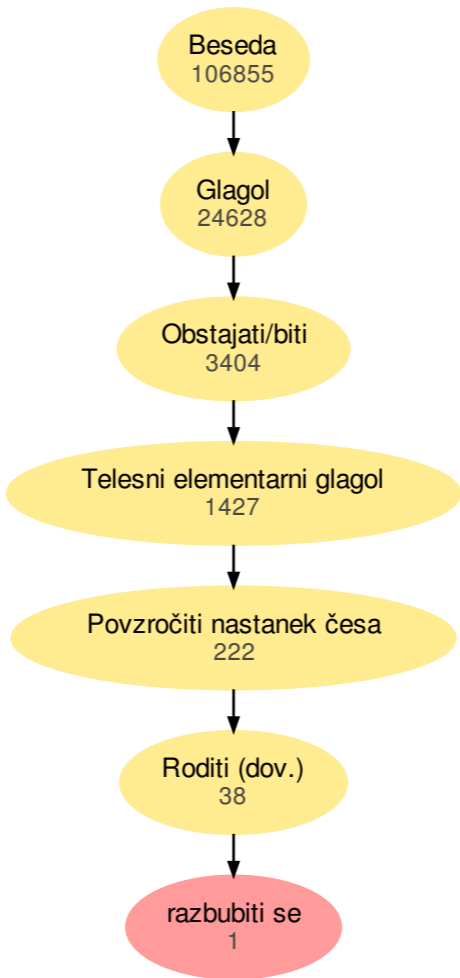 Beseda
106855
Glagol
24628
Obstajati/biti
3404
Telesni elementarni glagol
1427
Povzročiti nastanek česa
222
Roditi (dov.)
38
razbubiti se
1